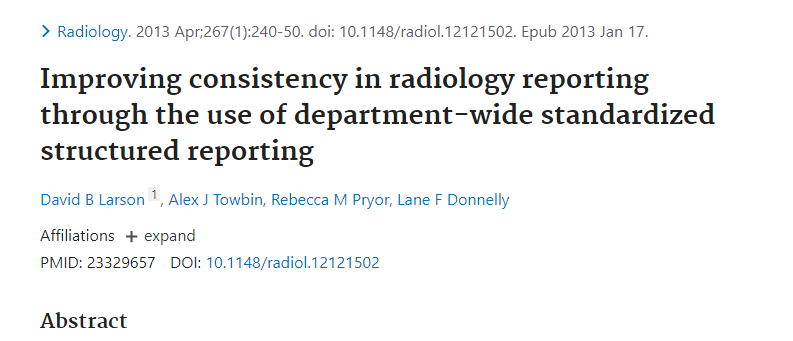 Radiology. 2013 Apr;267(1):240-50. doi: 10.1148/radiol.12121502. Epub 2013 Jan 17.
Improving consistency in radiology reporting
through the use of department-wide standardized
structured reporting
David B Larson 1, Alex J Towbin, Rebecca M Pryor, Lane F Donnelly
Affiliations + expand
PMID: 23329657 DOI: 10.1148/radiol.12121502
Abstract